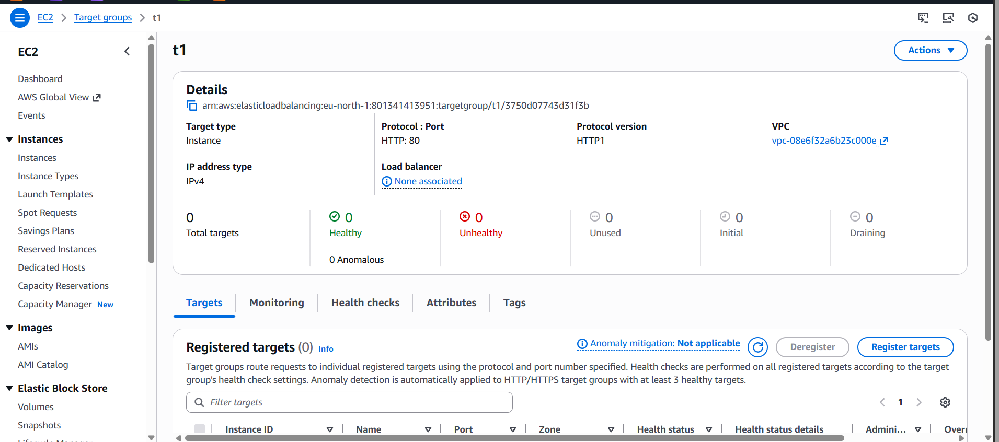 EC2 > Target groups > t1
EC2
Dashboard
AWS Global View
Events
Instances
Instances
Instance Types
Launch Templates
Spot Requests
Savings Plans
Reserved Instances
Dedicated Hosts
Capacity Reservations
Capacity Manager New
Images
AMIs
AMI Catalog
Elastic Block Store
Volumes
Snapshots
t1
Actions
Details
arn:aws:elasticloadbalancing:eu-north-1:801341413951:targetgroup/t1/3750d07743d31f3b
Target type
Instance
Protocol : Port
HTTP: 80
Protocol version
HTTP1
VPC
vpc-08e6f32a6b23c000e
IP address type
IPv4
Load balancer
None associated
0
Total targets
0
Healthy
0 Anomalous
0
Unhealthy
0
Unused
0
Initial
0
Draining
Targets Monitoring Health checks Attributes Tags
Registered targets (0) Info
Anomaly mitigation: Not applicable
Deregister
Register targets
Target groups route requests to individual registered targets using the protocol and port number specified. Health checks are performed on all registered targets according to the target
group's health check settings. Anomaly detection is automatically applied to HTTP/HTTPS target groups with at least 3 healthy targets.
Filter targets
1
Instance ID Name Port Zone Health status Health status details Admini...